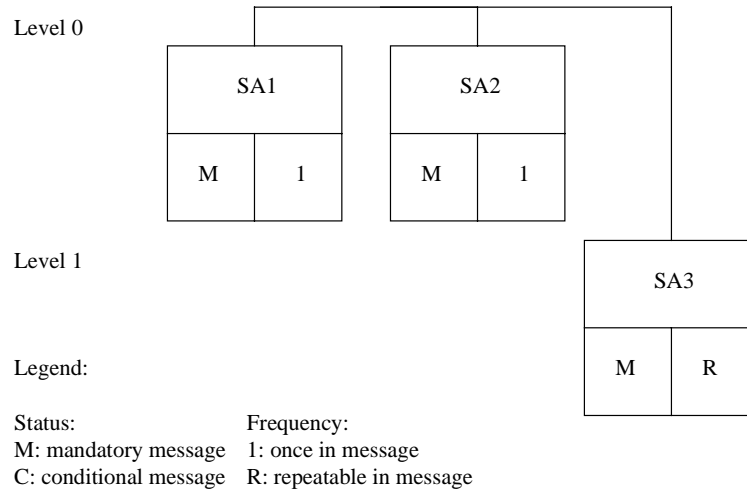 Level 0
SA1 SA2
M 1 M 1
Level 1
SA3
Legend:
M R
Status: Frequency:
M: mandatory message 1: once in message
C: conditional message R: repeatable in message